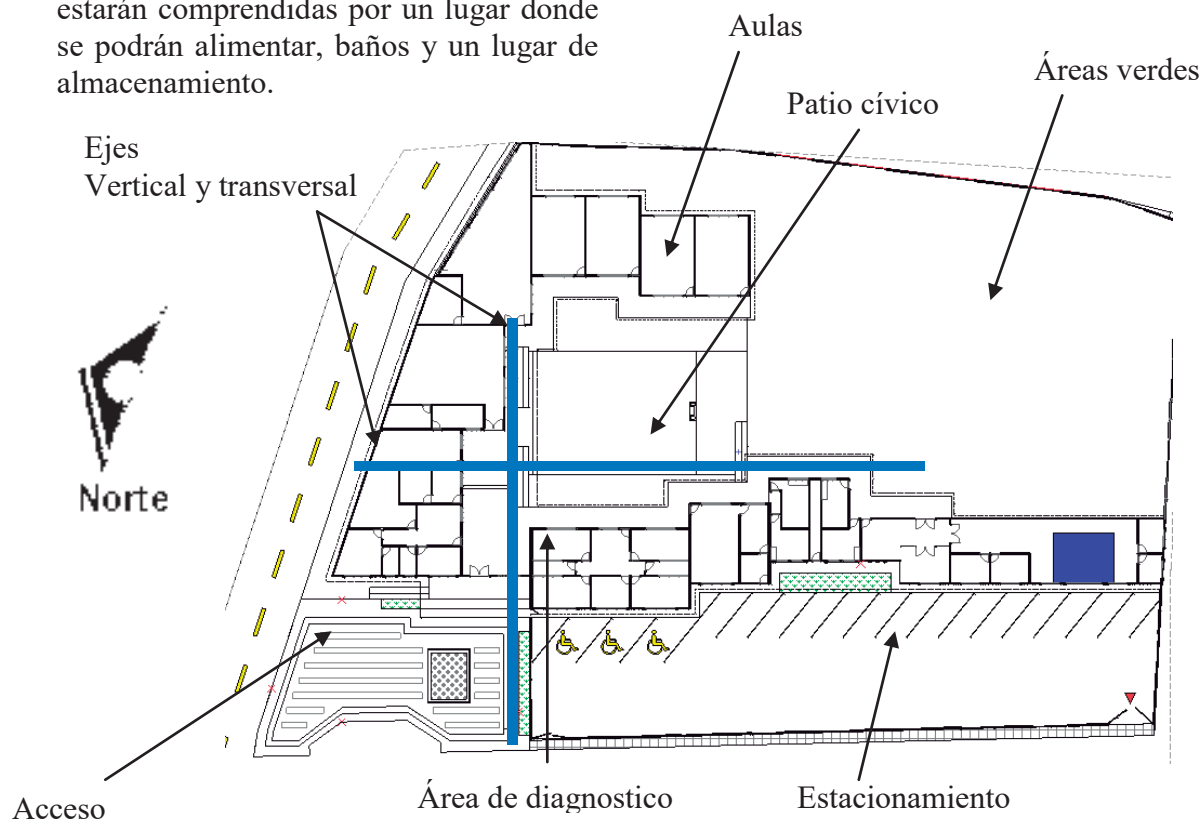 estarán comprendidas por un lugar donde
se podrán alimentar, baños y un lugar de
almacenamiento.
Aulas
Áreas verdes
Patio cívico
Ejes
Vertical y transversal
Norte
Acceso
Área de diagnostico
Estacionamiento